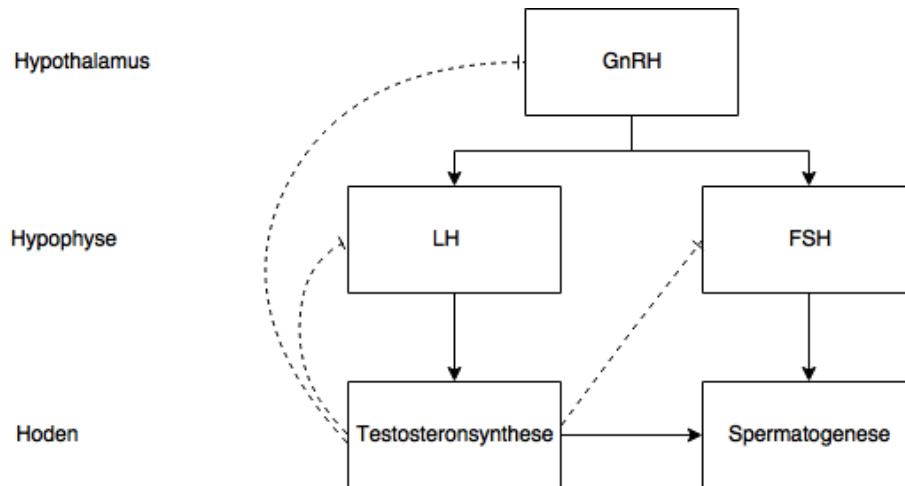 Hypothalamus
GnRH
Hypophyse
LH
FSH
Hoden
Testosteronsynthese
Spermatogenese